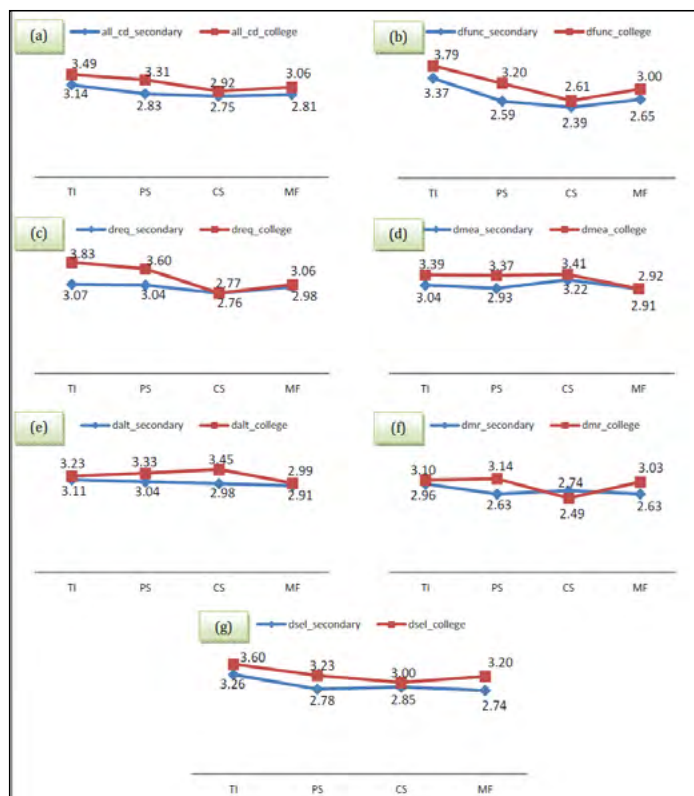 (a) all_cd_secondary all_cd_college
3.49 3.31 2.92 3.06
3.14 2.83 2.75 2.81
TI PS CS MF
(b) dfunc_secondary dfunc_college
3.79 3.20 2.61 3.00
3.37 2.59 2.39 2.65
TI PS CS MF
(c) dreq_secondary dreq_college
3.83 3.60 2.77 3.06
3.07 3.04 2.76 2.98
TI PS CS MF
(d) dmea_secondary dmea_college
3.39 3.37 3.41 2.92
3.04 2.93 3.22 2.91
TI PS CS MF
(e) dalt_secondary dalt_college
3.23 3.33 3.45 2.99
3.11 3.04 2.98 2.91
TI PS CS MF
(f) dmr_secondary dmr_college
3.10 3.14 2.74 3.03
2.96 2.63 2.49 2.63
TI PS CS MF
(g) dsel_secondary dsel_college
3.60 3.23 3.00 3.20
3.26 2.78 2.85 2.74
TI PS CS MF